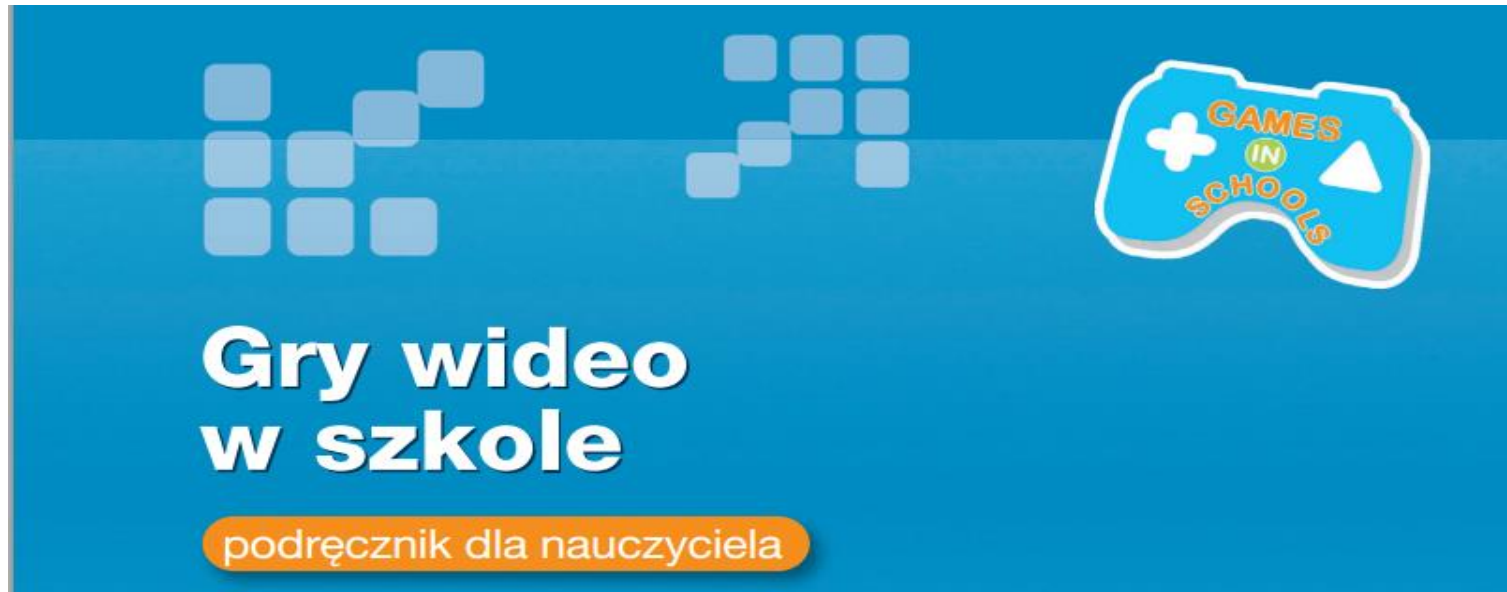 GAMES
IN
SCHOOLS
Gry wideo
w szkole
podręcznik dla nauczyciela